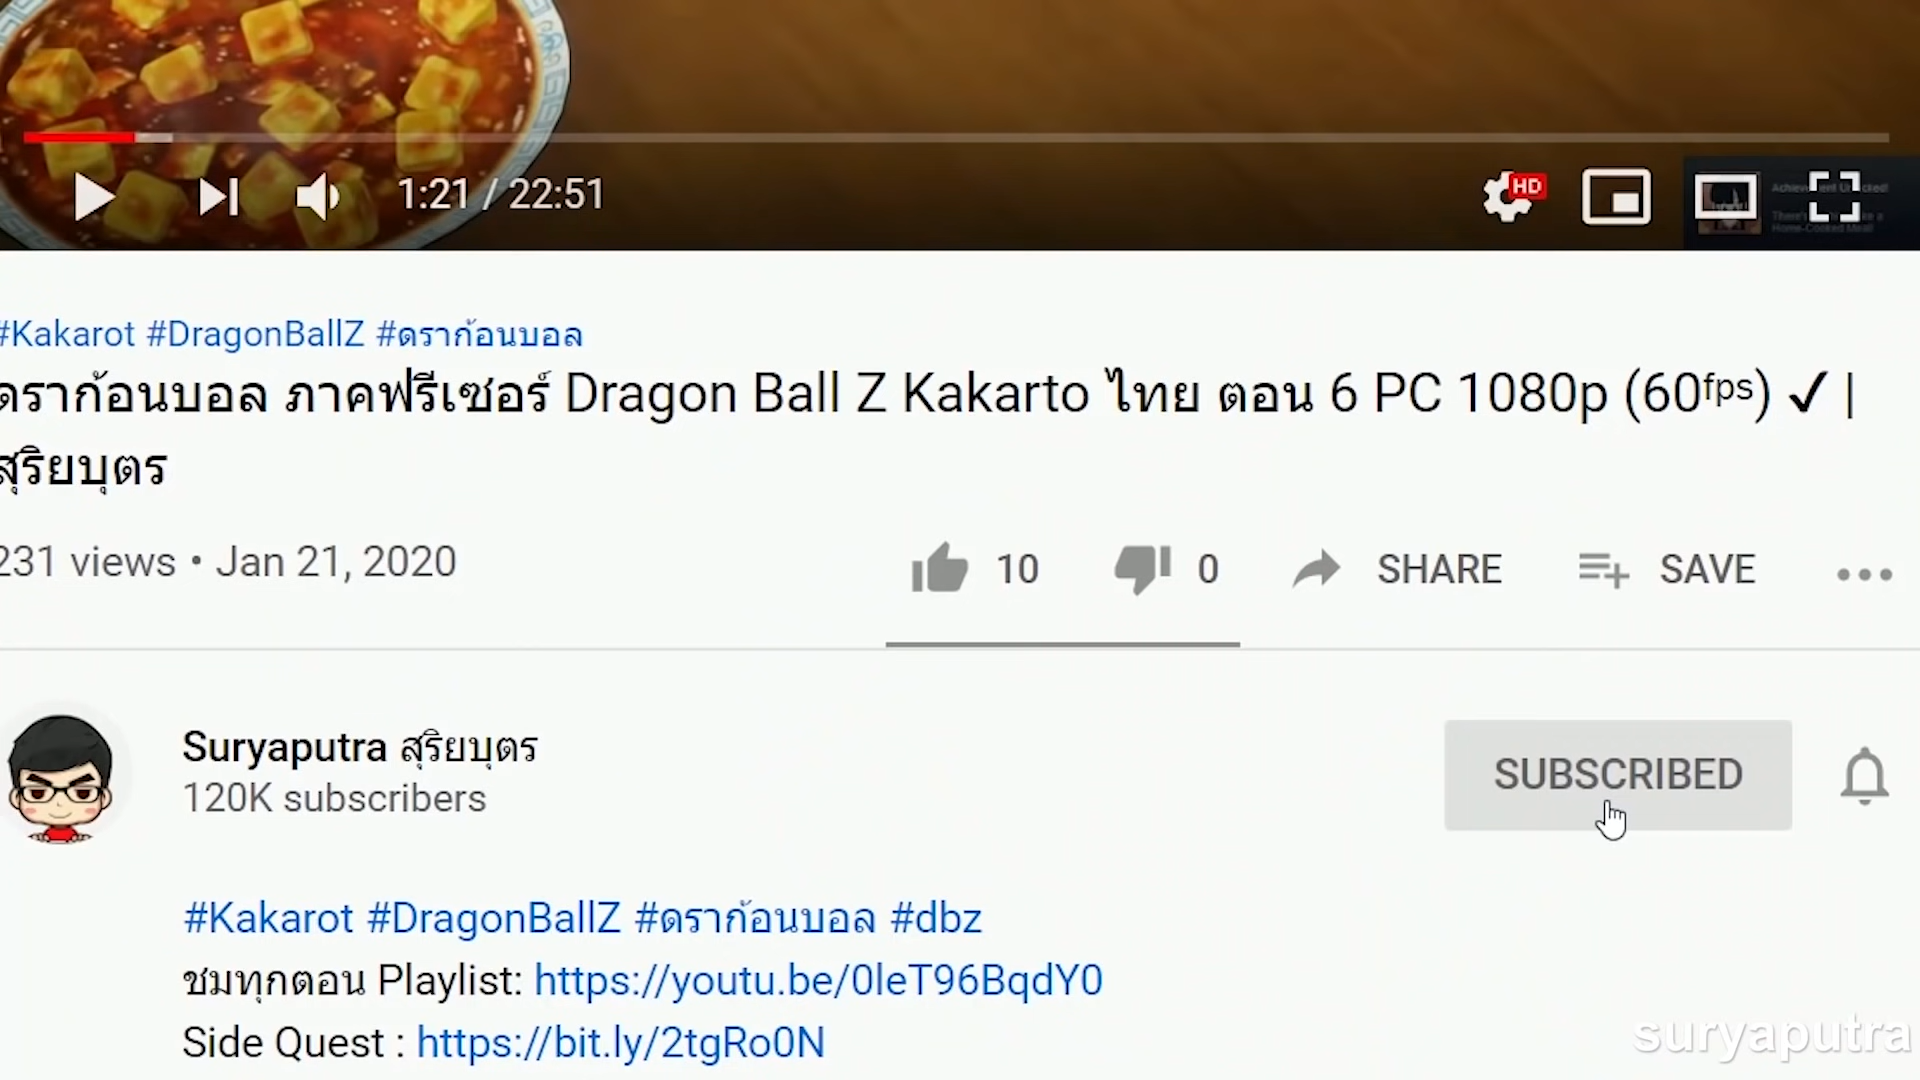 1:21 / 22:51
HD
#Kakarot #DragonBallZ #ดราก้อนบอล
ดราก้อนบอล ภาคฟรีเซอร์ Dragon Ball Z Kakarto ไทย ตอน 6 PC 1080p (60fps) ✓ |
สุริยบุตร
231 views • Jan 21, 2020
10
0
SHARE
SAVE
Suryaputra สุริยบุตร
120K subscribers
SUBSCRIBED
#Kakarot #DragonBallZ #ดราก้อนบอล #dbz
ชมทุกตอน Playlist: https://youtu.be/0leT96BqdY0
Side Quest : https://bit.ly/2tgRo0N
suryaputra